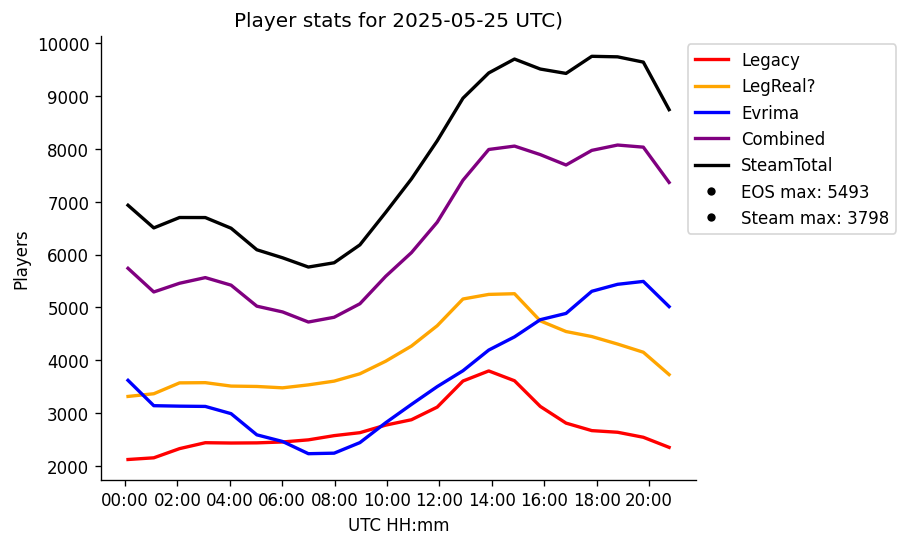 Player stats for 2025-05-25 UTC)
10000
9000
8000
7000
6000
5000
4000
3000
2000
Players
00:00 02:00 04:00 06:00 08:00 10:00 12:00 14:00 16:00 18:00 20:00
UTC HH:mm
Legacy
LegReal?
Evrima
Combined
SteamTotal
EOS max: 5493
Steam max: 3798